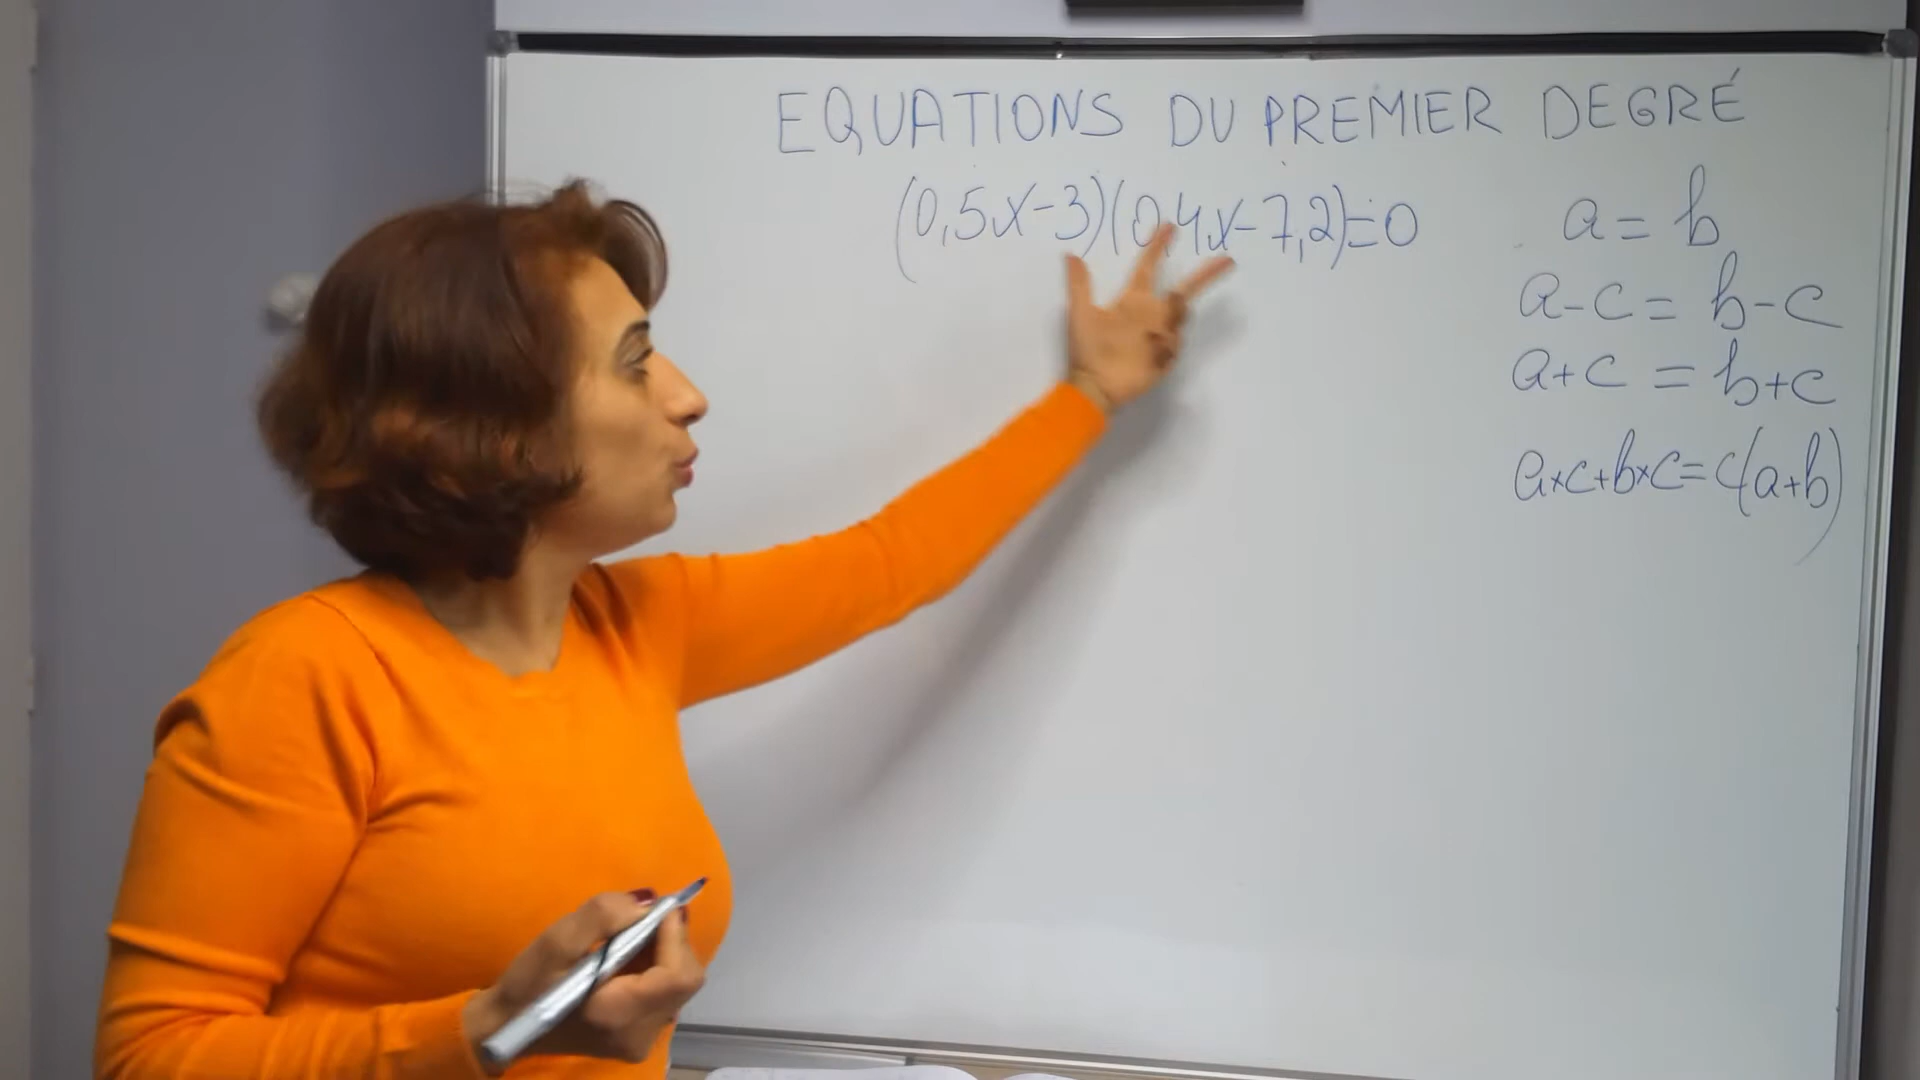 EQUATIONS DU PREMIER DEGRÉ
(0,5x-3)(0,4x-7,2)=0
a = b
a-c = b-c
a+c = b+c
a×c+b×c=c(a+b)